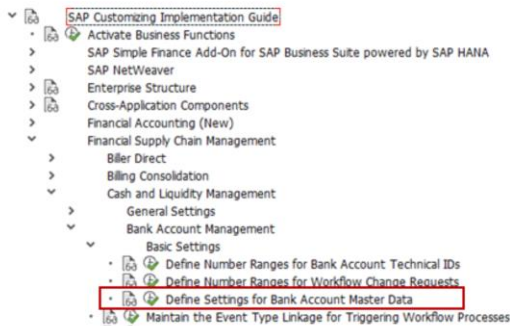 SAP Customizing Implementation Guide
Activate Business Functions
SAP Simple Finance Add-On for SAP Business Suite powered by SAP HANA
SAP NetWeaver
Enterprise Structure
Cross-Application Components
Financial Accounting (New)
Financial Supply Chain Management
Biller Direct
Billing Consolidation
Cash and Liquidity Management
General Settings
Bank Account Management
Basic Settings
Define Number Ranges for Bank Account Technical IDs
Define Number Ranges for Workflow Change Requests
Define Settings for Bank Account Master Data
Maintain the Event Type Linkage for Triggering Workflow Processes